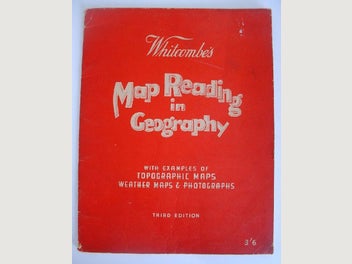 Whitcombe's
Map Reading
in
Geography
WITH EXAMPLES OF
TOPOGRAPHIC MAPS
WEATHER MAPS & PHOTOGRAPHS
THIRD EDITION
3'6